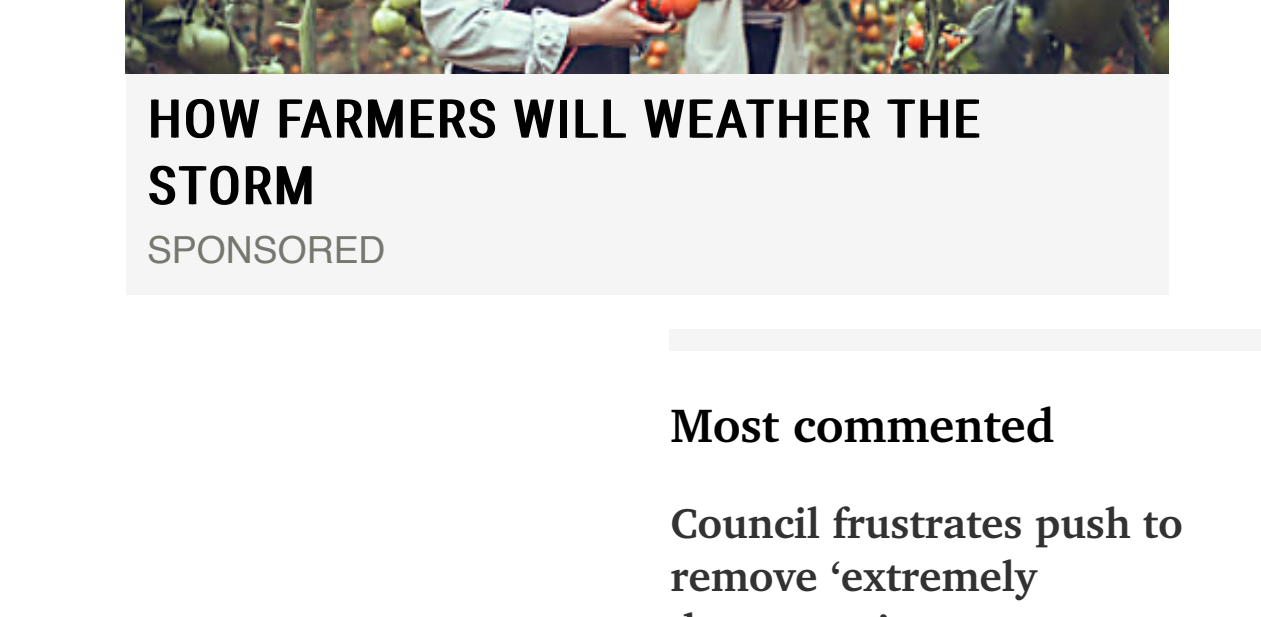 HOW FARMERS WILL WEATHER THE
STORM
SPONSORED
Most commented
Council frustrates push to
remove ‘extremely